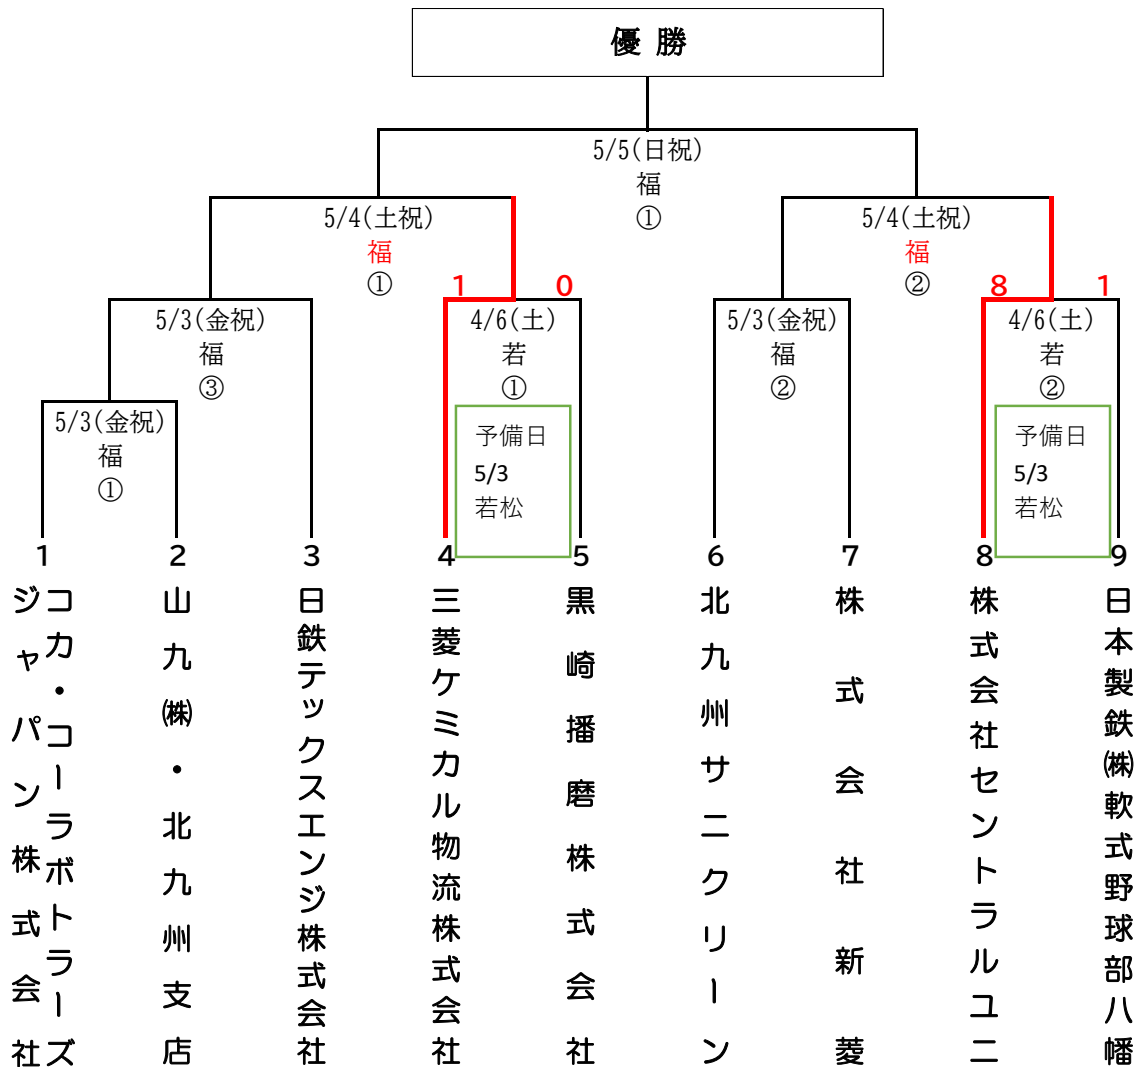 優勝
5/5(日祝)
福
①
5/4(土祝)
福
①
5/4(土祝)
福
②
1 0
8 1
5/3(金祝)
福
③
4/6(土)
若
①
5/3(金祝)
福
②
4/6(土)
若
②
5/3(金祝)
福
①
予備日
5/3
若松
予備日
5/3
若松
1
コカ・コーラボトラーズ
ジャパン株式会社
2
山九㈱・北九州支店
3
日鉄テックスエンジ株式会社
4
三菱ケミカル物流株式会社
5
黒崎播磨株式会社
6
北九州サニクリーン
7
株式会社新菱
8
株式会社セントラルユニ
9
日本製鉄㈱軟式野球部八幡